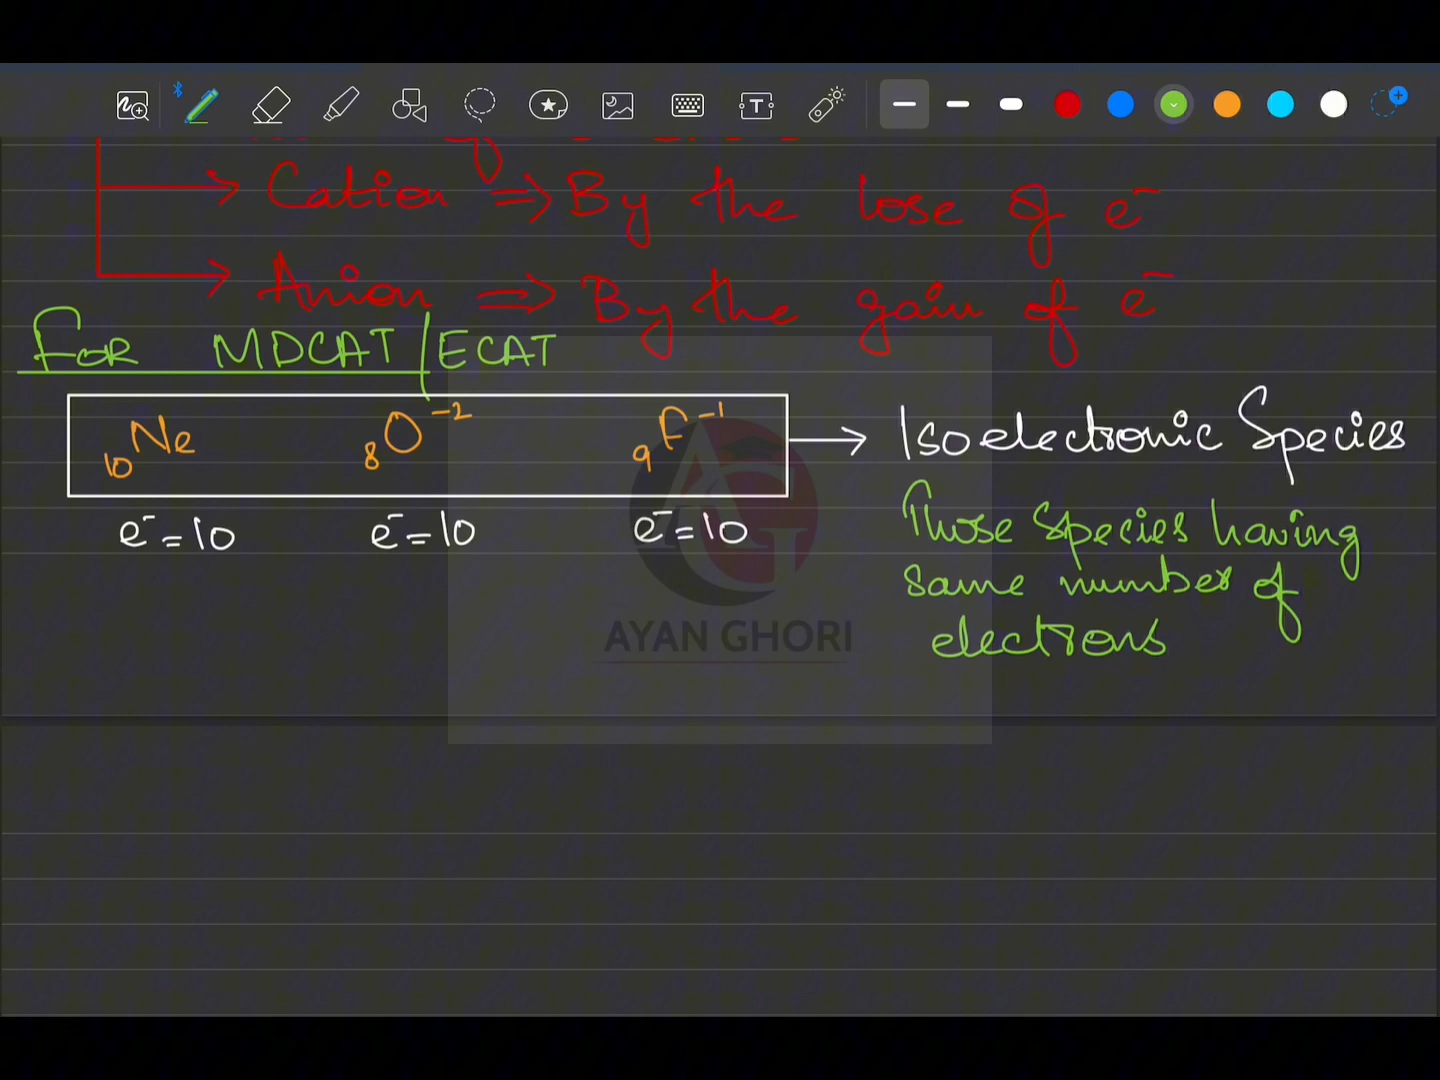 Cation ⇒ By the lose of e⁻
Anion ⇒ By the gain of e⁻
FOR MDCAT/ECAT
₁₀Ne ₈O⁻² ₉F⁻¹ → Isoelectronic Species
e⁻=10 e⁻=10 e⁻=10
Those Species having
same number of
electrons
AYAN GHORI